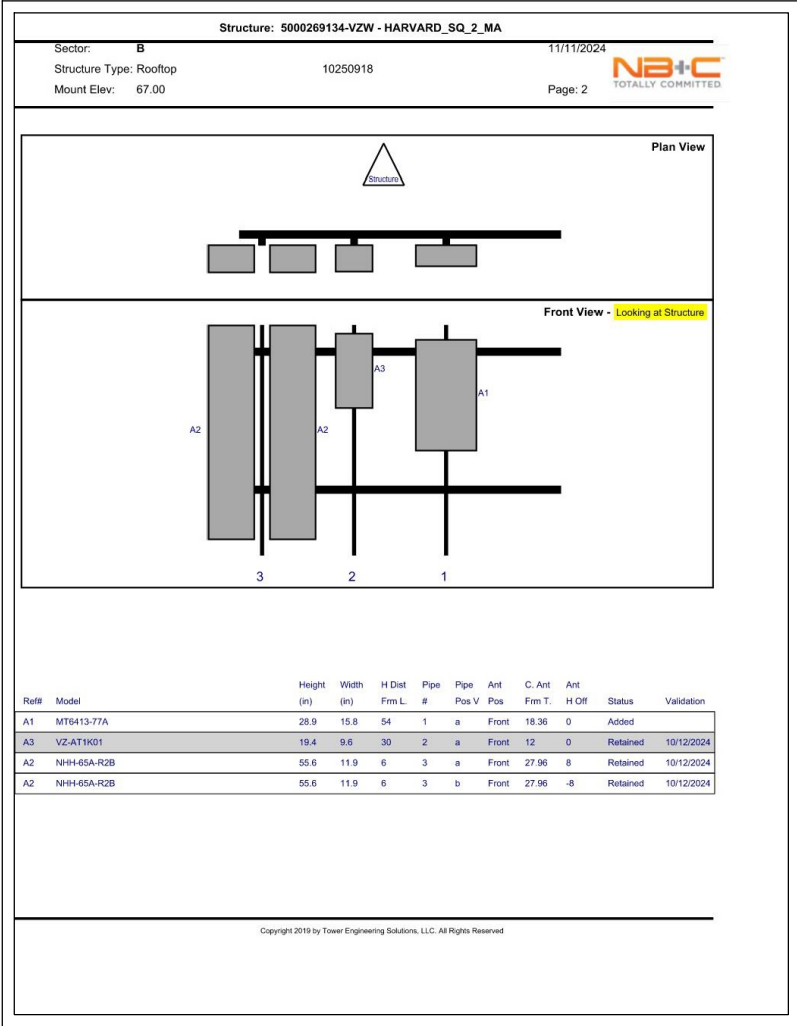 Structure: 5000269134-VZW - HARVARD_SQ_2_MA
Sector: B 11/11/2024
Structure Type: Rooftop 10250918
Mount Elev: 67.00 Page: 2
NB+C
TOTALLY COMMITTED.
Plan View
Structure
Front View - Looking at Structure
A3
A1
A2 A2
3 2 1
Height Width H Dist Pipe Pipe Ant C. Ant Ant
Ref# Model (in) (in) Frm L. # Pos V Pos Frm T. H Off Status Validation
A1 MT6413-77A 28.9 15.8 54 1 a Front 18.36 0 Added
A3 VZ-AT1K01 19.4 9.6 30 2 a Front 12 0 Retained 10/12/2024
A2 NHH-65A-R2B 55.6 11.9 6 3 a Front 27.96 8 Retained 10/12/2024
A2 NHH-65A-R2B 55.6 11.9 6 3 b Front 27.96 -8 Retained 10/12/2024
Copyright 2019 by Tower Engineering Solutions, LLC. All Rights Reserved